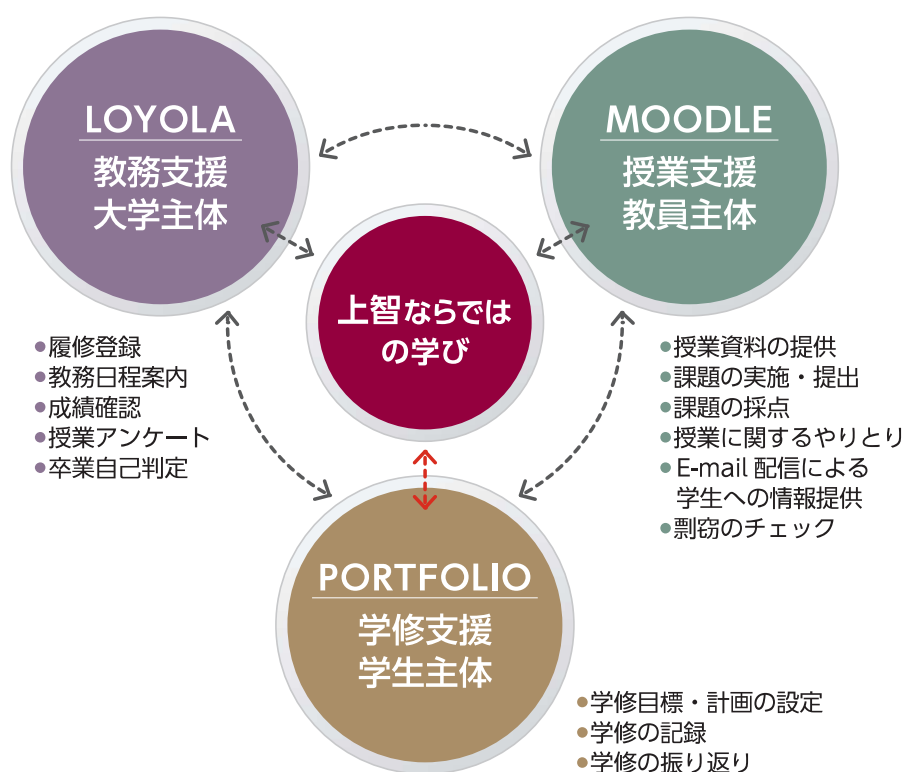 LOYOLA
教務支援
大学主体
MOODLE
授業支援
教員主体
上智ならでは
の学び
●履修登録
●教務日程案内
●成績確認
●授業アンケート
●卒業自己判定
●授業資料の提供
●課題の実施・提出
●課題の採点
●授業に関するやりとり
●E-mail 配信による
学生への情報提供
●剽窃のチェック
PORTFOLIO
学修支援
学生主体
●学修目標・計画の設定
●学修の記録
●学修の振り返り